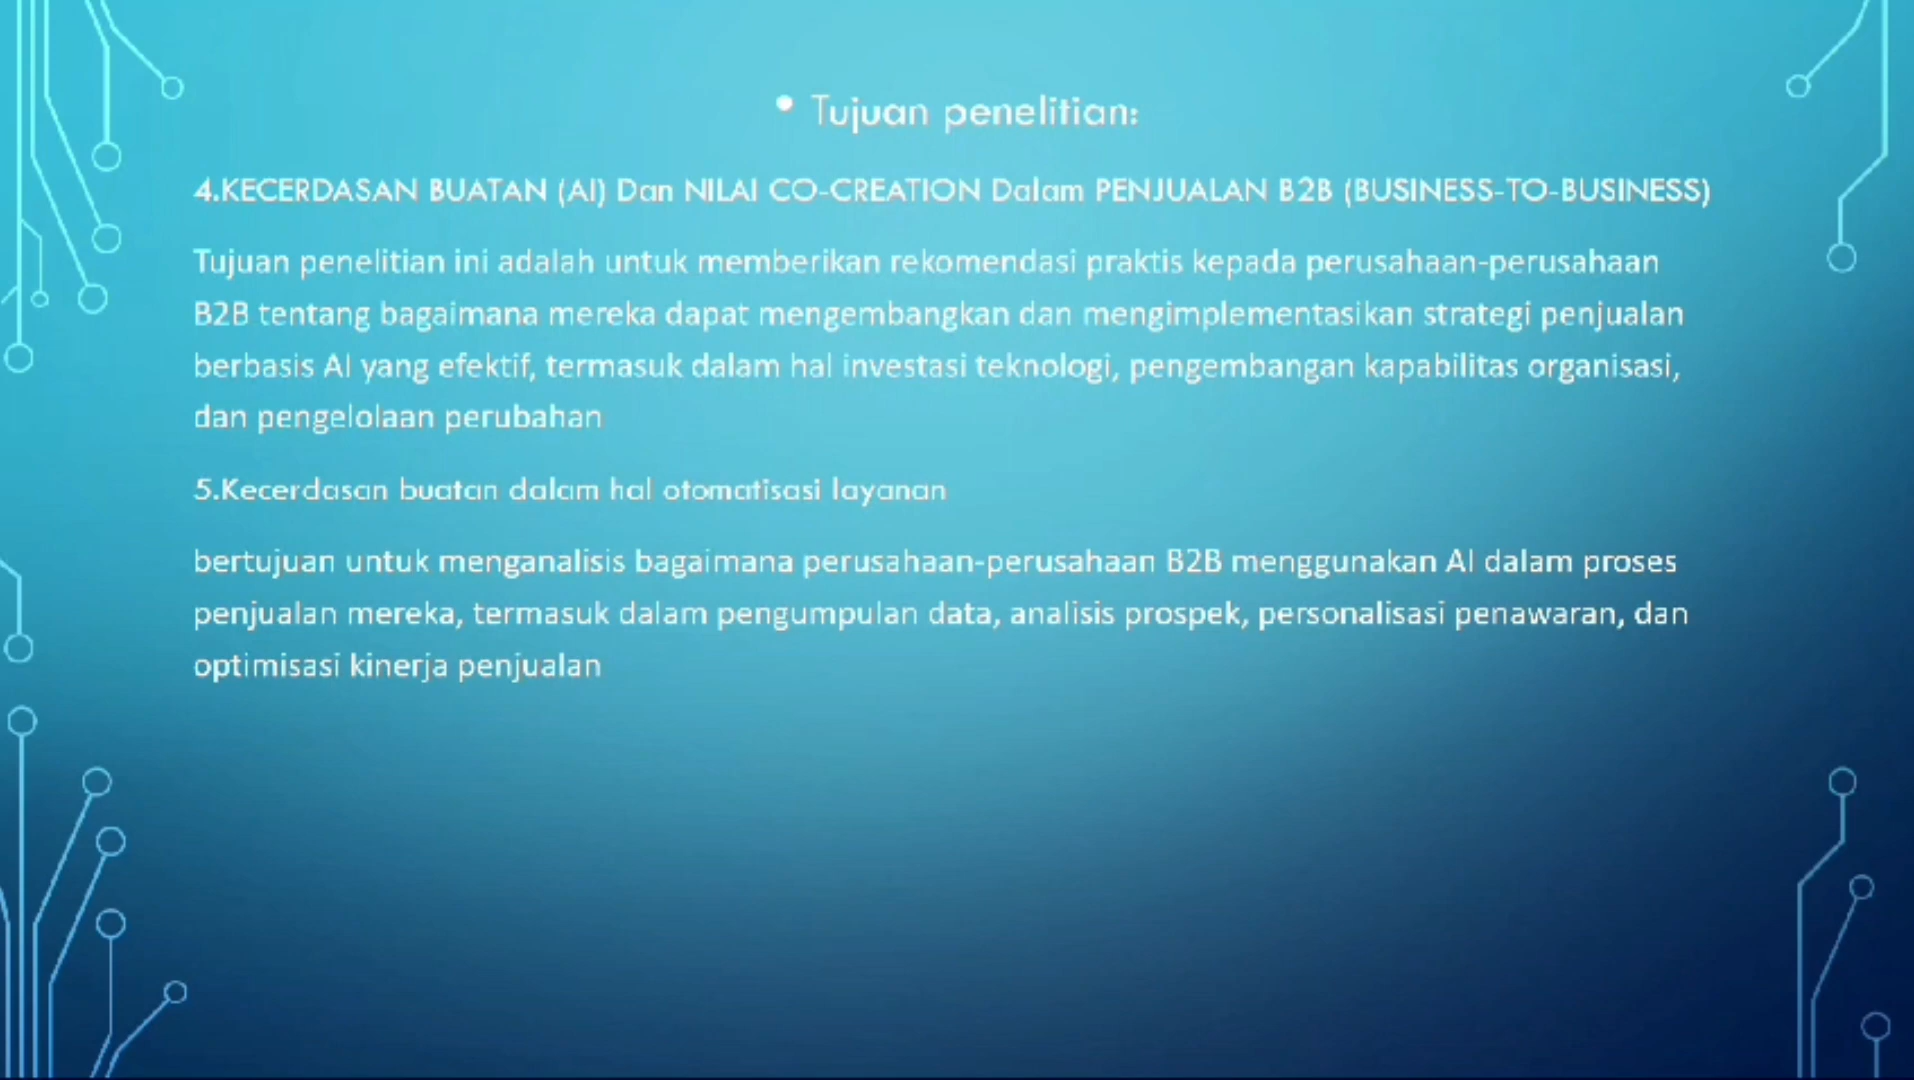 • Tujuan penelitian:
4.KECERDASAN BUATAN (AI) Dan NILAI CO-CREATION Dalam PENJUALAN B2B (BUSINESS-TO-BUSINESS)
Tujuan penelitian ini adalah untuk memberikan rekomendasi praktis kepada perusahaan-perusahaan
B2B tentang bagaimana mereka dapat mengembangkan dan mengimplementasikan strategi penjualan
berbasis AI yang efektif, termasuk dalam hal investasi teknologi, pengembangan kapabilitas organisasi,
dan pengelolaan perubahan
5.Kecerdasan buatan dalam hal otomatisasi layanan
bertujuan untuk menganalisis bagaimana perusahaan-perusahaan B2B menggunakan AI dalam proses
penjualan mereka, termasuk dalam pengumpulan data, analisis prospek, personalisasi penawaran, dan
optimisasi kinerja penjualan